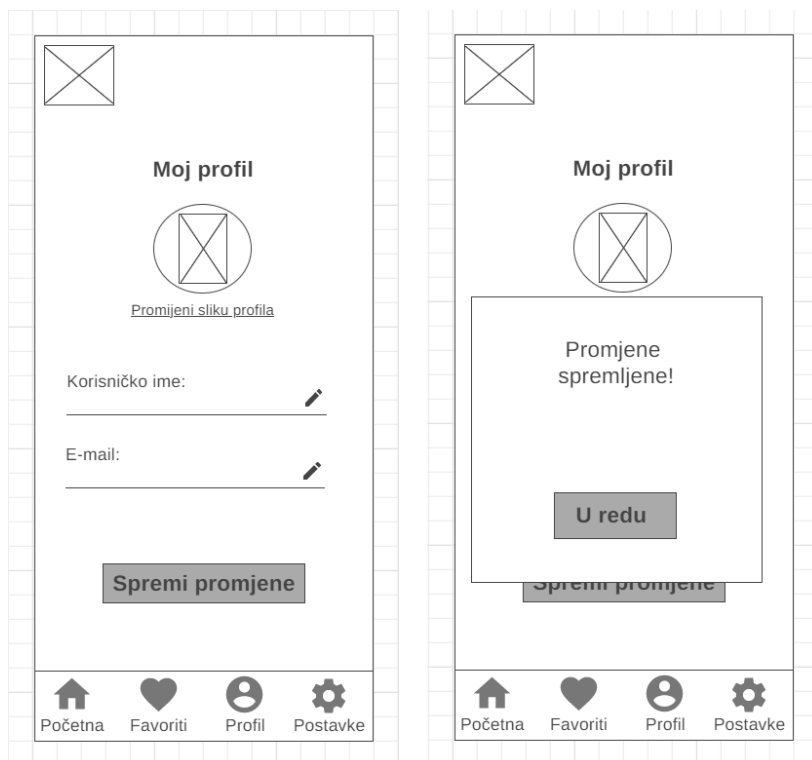 Moj profil
Promijeni sliku profila
Korisničko ime:
E-mail:
Spremi promjene
Početna Favoriti Profil Postavke
Moj profil
Promjene
spremljene!
U redu
Spremi promjene
Početna Favoriti Profil Postavke